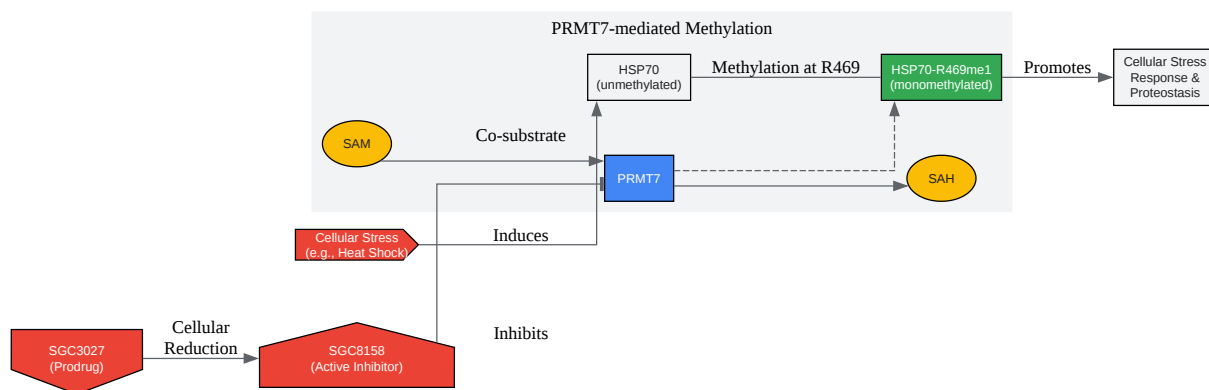 PRMT7-mediated Methylation
HSP70
(unmethylated)
Methylation at R469
HSP70-R469me1
(monomethylated)
Promotes
Cellular Stress
Response &
Proteostasis
SAM
Co-substrate
PRMT7
SAH
Cellular Stress
(e.g., Heat Shock)
Induces
SGC3027
(Prodrug)
Cellular
Reduction
SGC8158
(Active Inhibitor)
Inhibits